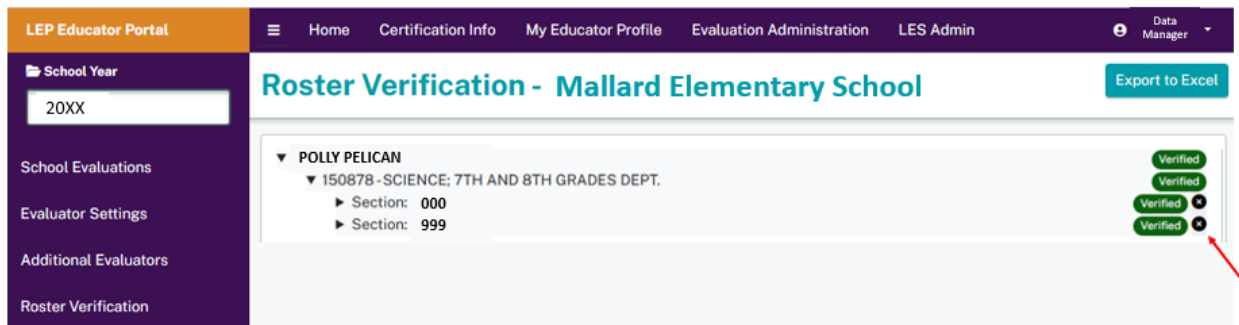 LEP Educator Portal
Home Certification Info My Educator Profile Evaluation Administration LES Admin Data Manager
School Year
20XX
Roster Verification - Mallard Elementary School
Export to Excel
School Evaluations
Evaluator Settings
Additional Evaluators
Roster Verification
POLLY PELICAN Verified
150878 - SCIENCE; 7TH AND 8TH GRADES DEPT. Verified
Section: 000 Verified
Section: 999 Verified